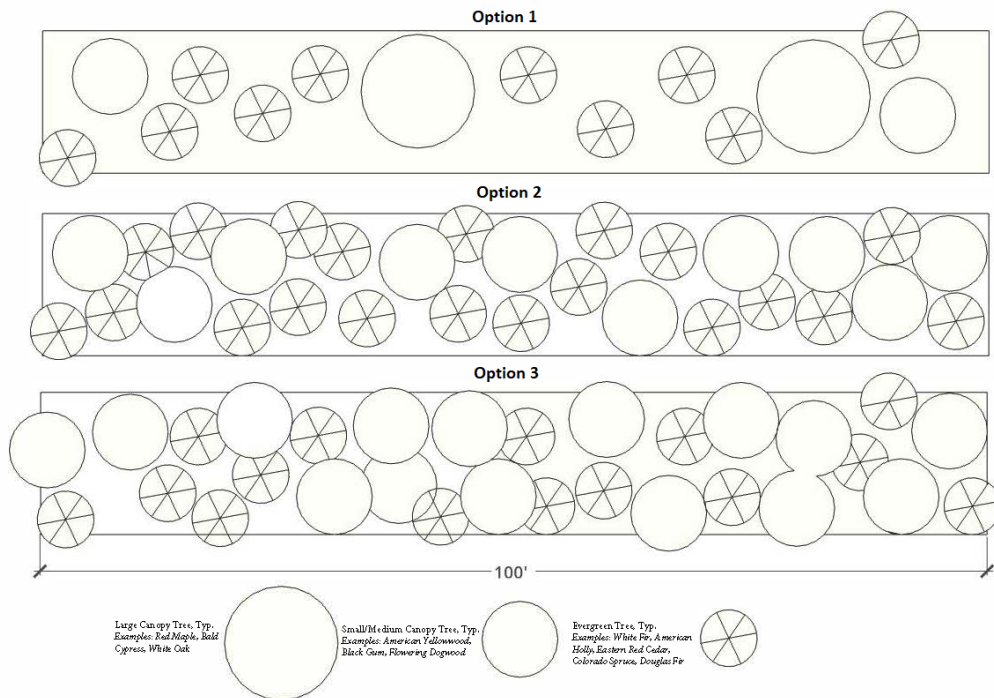 Option 1
Option 2
Option 3
100'
Large Canopy Tree, Typ.
Examples: Red Maple, Bald
Cypress, White Oak
Small/Medium Canopy Tree, Typ.
Examples: American Yellowwood,
Black Gum, Flowering Dogwood
Evergreen Tree, Typ.
Examples: White Fir, American
Holly, Eastern Red Cedar,
Colorado Spruce, Douglas Fir